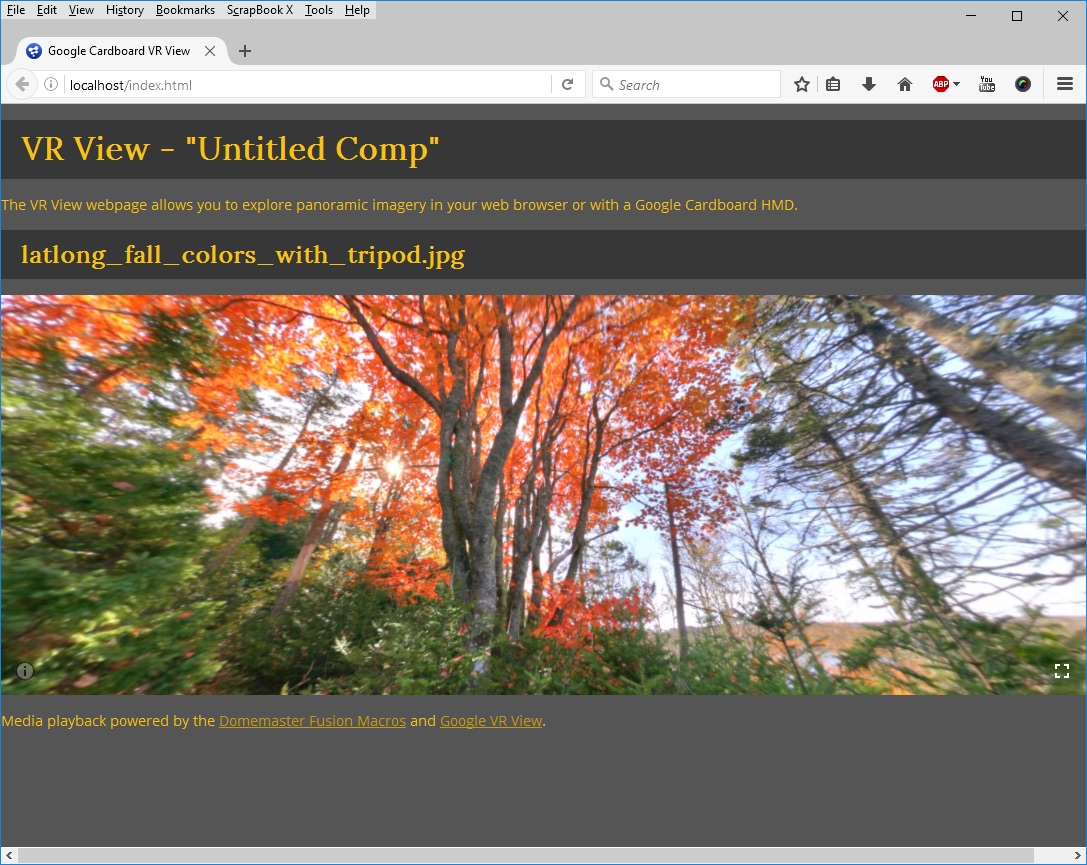 File Edit View History Bookmarks ScrapBook X Tools Help
Google Cardboard VR View
localhost/index.html
Search
ABP
You Tube
VR View - "Untitled Comp"
The VR View webpage allows you to explore panoramic imagery in your web browser or with a Google Cardboard HMD.
latlong_fall_colors_with_tripod.jpg
Media playback powered by the Domemaster Fusion Macros and Google VR View.